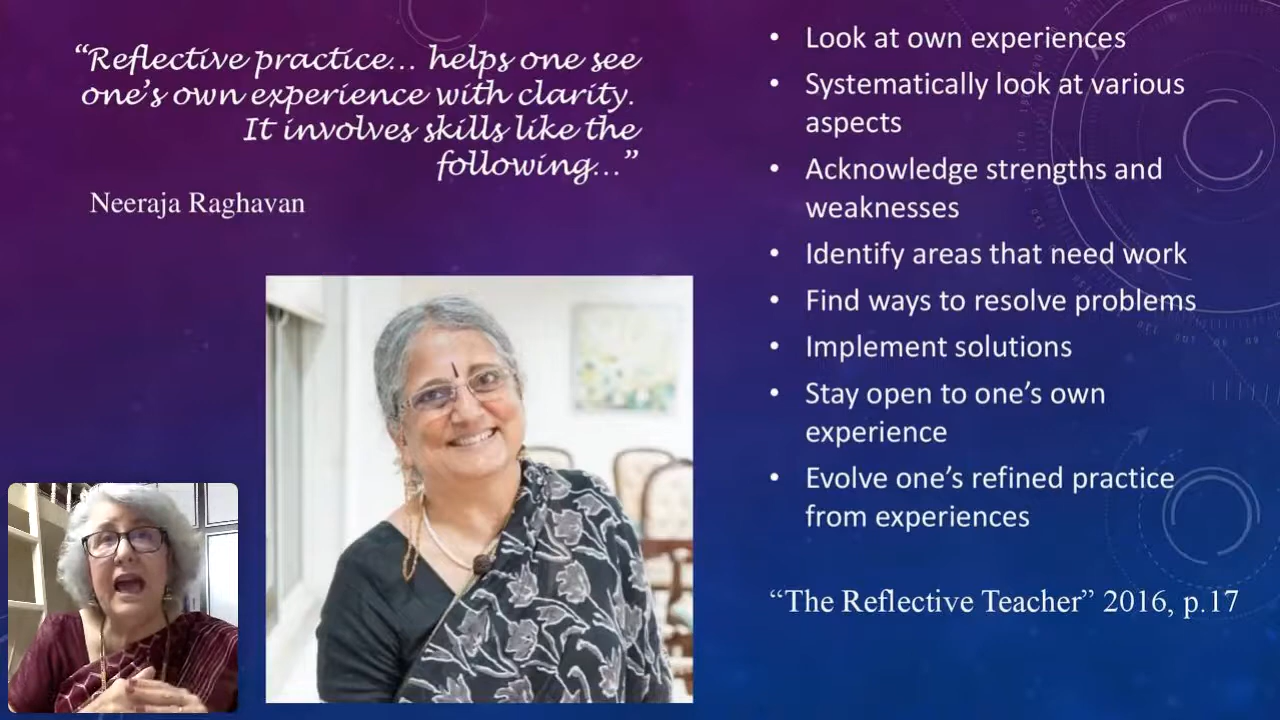 “Reflective practice... helps one see
one’s own experience with clarity.
It involves skills like the
following...”
Neeraja Raghavan
• Look at own experiences
• Systematically look at various
aspects
• Acknowledge strengths and
weaknesses
• Identify areas that need work
• Find ways to resolve problems
• Implement solutions
• Stay open to one’s own
experience
• Evolve one’s refined practice
from experiences
“The Reflective Teacher” 2016, p.17